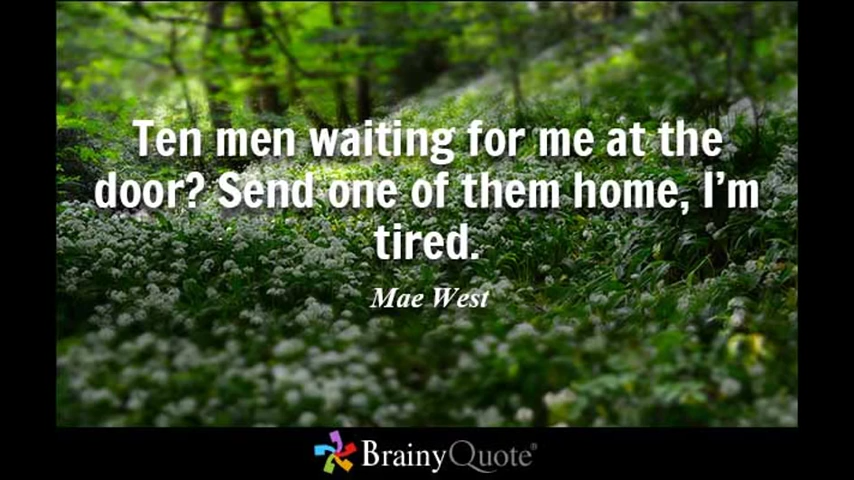 Ten men waiting for me at the
door? Send one of them home, I’m
tired.
Mae West
BrainyQuote®